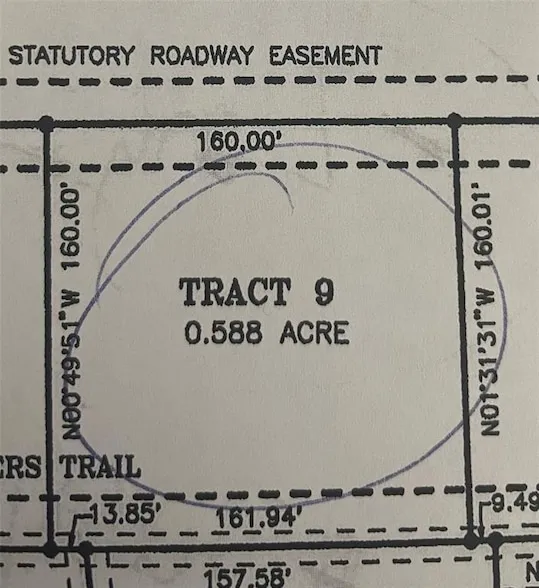 STATUTORY ROADWAY EASEMENT
160.00'
N00°49'51"W 160.00'
TRACT 9
0.588 ACRE
N01°31'31"W 160.01'
ERS TRAIL
13.85'
161.94'
9.49
157.58'
N